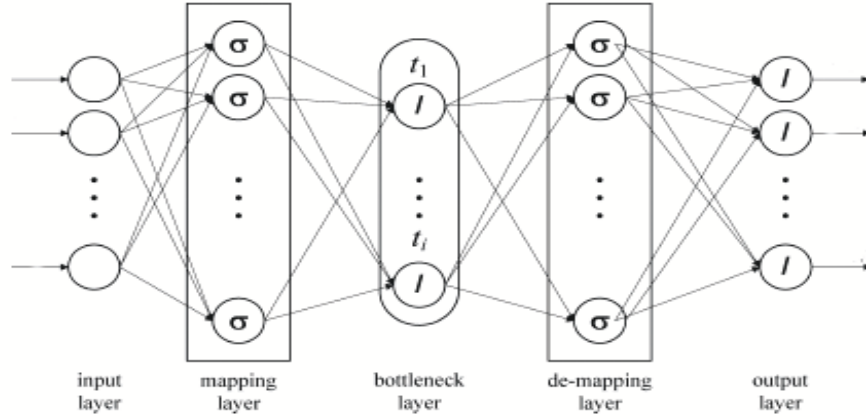 σ
σ
σ
t₁
I
tᵢ
I
σ
σ
σ
I
I
I
input layer
mapping layer
bottleneck layer
de-mapping layer
output layer